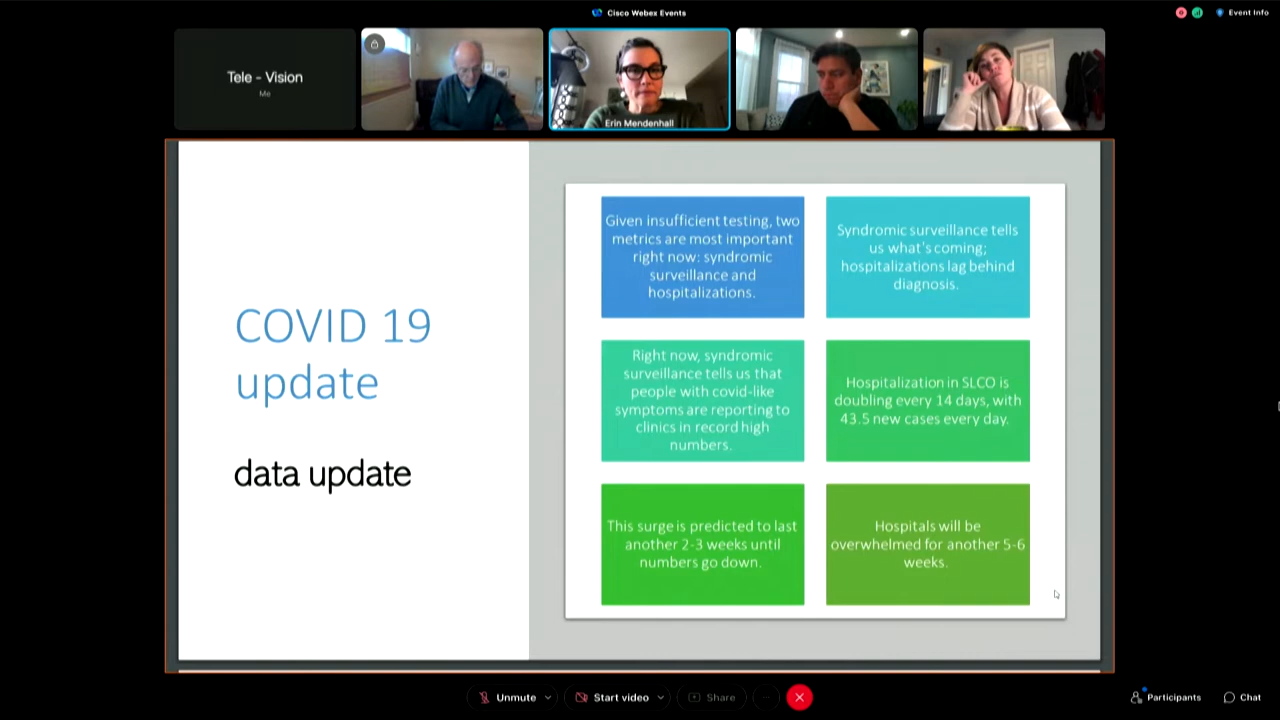 Cisco Webex Events
Event Info
Tele - Vision
Me
Erin Mendenhall
COVID 19
update
data update
Given insufficient testing, two
metrics are most important
right now: syndromic
surveillance and
hospitalizations.
Syndromic surveillance tells
us what's coming;
hospitalizations lag behind
diagnosis.
Right now, syndromic
surveillance tells us that
people with covid-like
symptoms are reporting to
clinics in record high
numbers.
Hospitalization in SLCO is
doubling every 14 days, with
43.5 new cases every day.
This surge is predicted to last
another 2-3 weeks until
numbers go down.
Hospitals will be
overwhelmed for another 5-6
weeks.
Unmute
Start video
Share
Participants
Chat